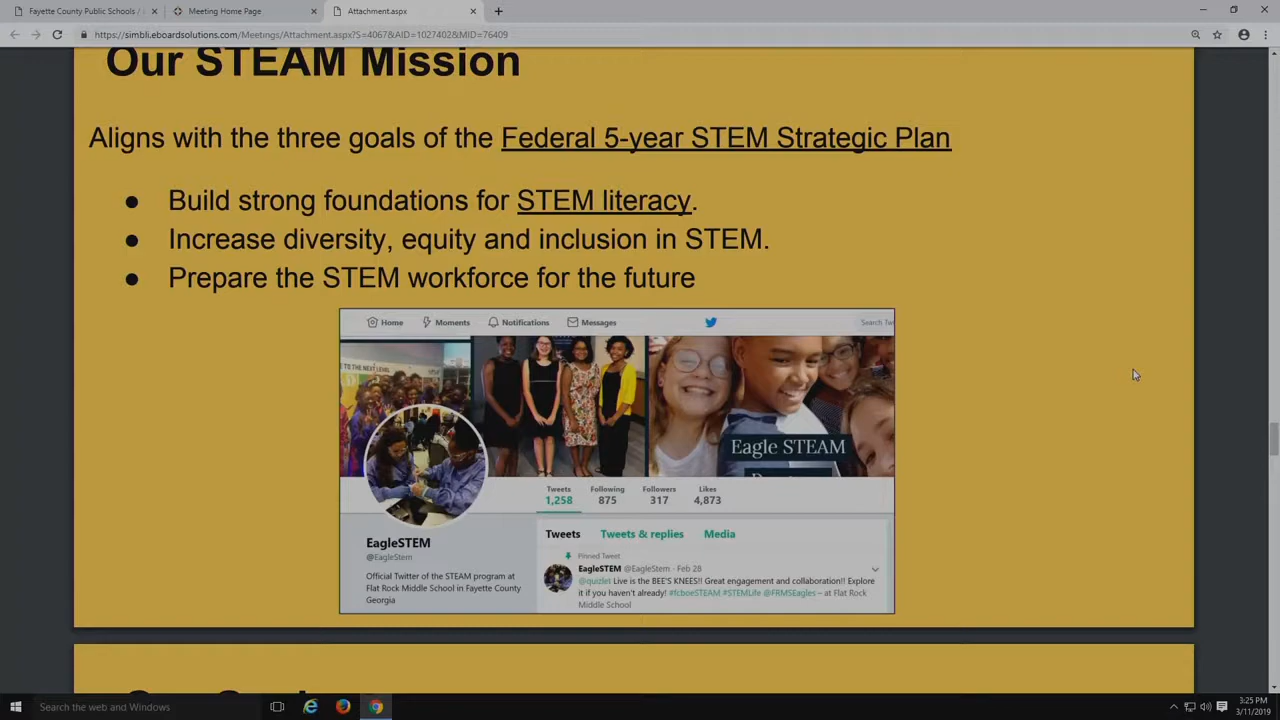 Fayette County Public Schools /
Meeting Home Page
Attachment.aspx
https://simbli.eboardsolutions.com/Meetings/Attachment.aspx?S=4067&AID=1027402&MID=76409
Our STEAM Mission
Aligns with the three goals of the Federal 5-year STEM Strategic Plan
● Build strong foundations for STEM literacy.
● Increase diversity, equity and inclusion in STEM.
● Prepare the STEM workforce for the future
Home Moments Notifications Messages Search Tw
TO THE NEXT LEVEL
Eagle STEAM
Tweets Following Followers Likes
1,258 875 317 4,873
EagleSTEM
@EagleStem
Official Twitter of the STEAM program at
Flat Rock Middle School in Fayette County
Georgia
Tweets Tweets & replies Media
Pinned Tweet
EagleSTEM @EagleStem - Feb 28
@quizlet Live is the BEE'S KNEES!! Great engagement and collaboration!! Explore
it if you haven't already! #fcboeSTEAM #STEMLife @FRMSEagles – at Flat Rock
Middle School
Search the web and Windows
3:25 PM
3/11/2019